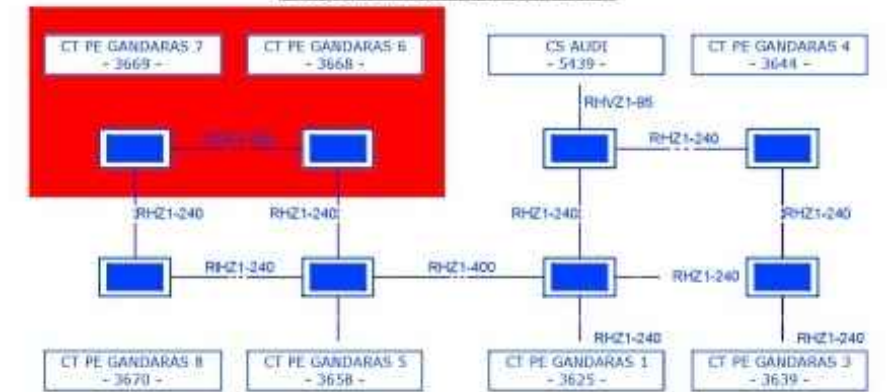 CT PE GANDARAS 7
- 3669 -
CT PE GANDARAS 6
- 3668 -
CS AUDI
- 5439 -
CT PE GANDARAS 4
- 3644 -
RHVZ1-95
RHZ1-240
RHZ1-240
RHZ1-240
RHZ1-240
RHZ1-240
RHZ1-240
RHZ1-400
RHZ1-240
RHZ1-240
RHZ1-240
CT PE GANDARAS 8
- 3670 -
CT PE GANDARAS 5
- 3658 -
CT PE GANDARAS 1
- 3625 -
CT PE GANDARAS 3
- 3639 -